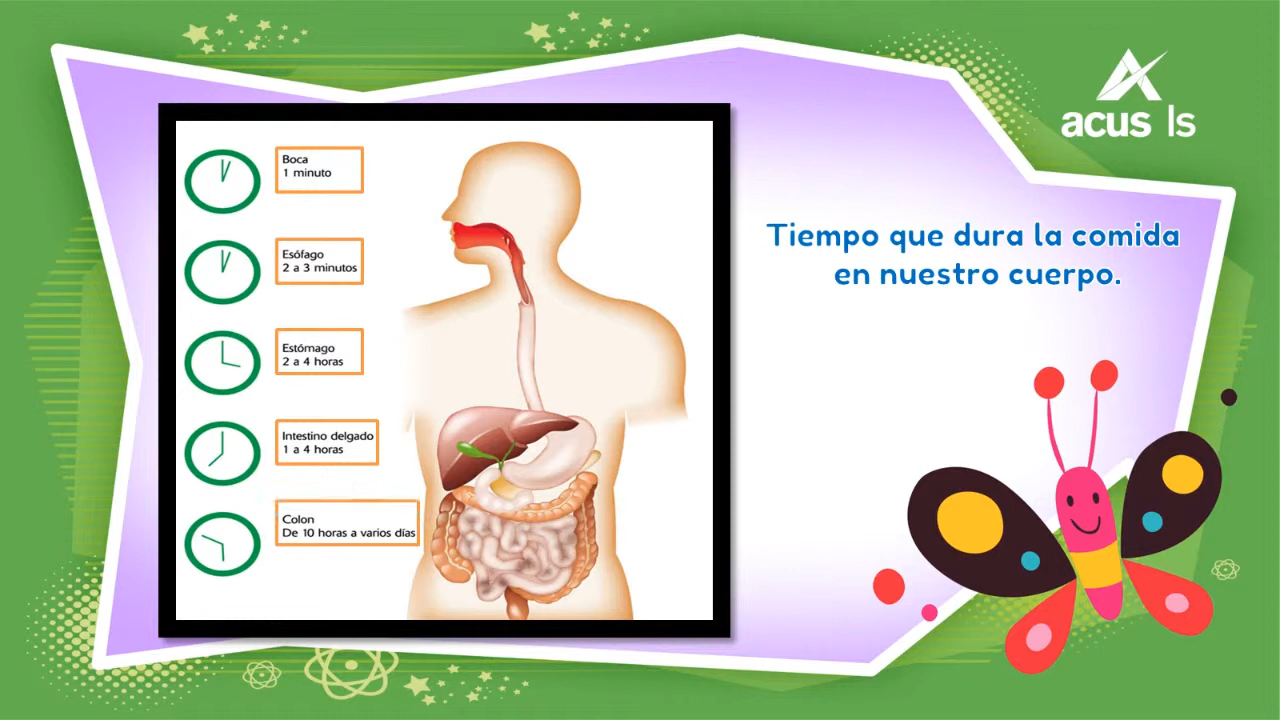 acus ls
Boca
1 minuto
Esófago
2 a 3 minutos
Estómago
2 a 4 horas
Intestino delgado
1 a 4 horas
Colon
De 10 horas a varios días
Tiempo que dura la comida
en nuestro cuerpo.